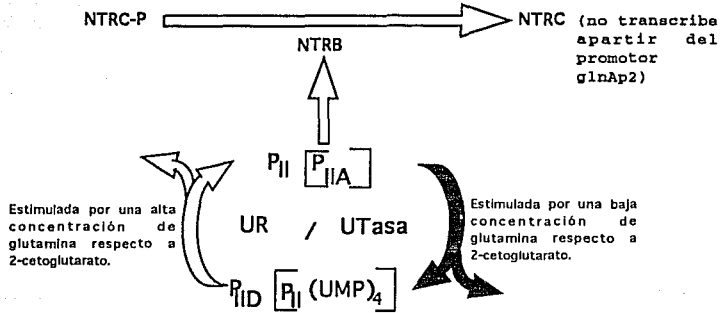 NTRC-P NTRC (no transcribe
apartir del
promotor
glnAp2)
NTRB
PII [PIIA]
Estimulada por una alta
concentración de
glutamina respecto a
2-cetoglutarato.
UR / UTasa
Estimulada por una baja
concentración de
glutamina respecto a
2-cetoglutarato.
PIID [PII (UMP)4]